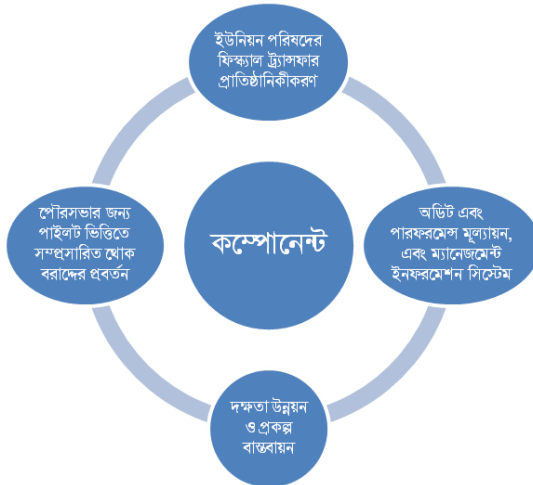 ইউনিয়ন পরিষদের
ফিস্ক্যাল ট্র্যান্সফার
প্রাতিষ্ঠানিকীকরণ
পৌরসভার জন্য
পাইলট ভিত্তিতে
সম্প্রসারিত থোক
বরাদ্দের প্রবর্তন
কম্পোনেন্ট
অডিট এবং
পারফরমেন্স মূল্যায়ন,
এবং ম্যানেজমেন্ট
ইনফরমেশন সিস্টেম
দক্ষতা উন্নয়ন
ও প্রকল্প
বাস্তবায়ন